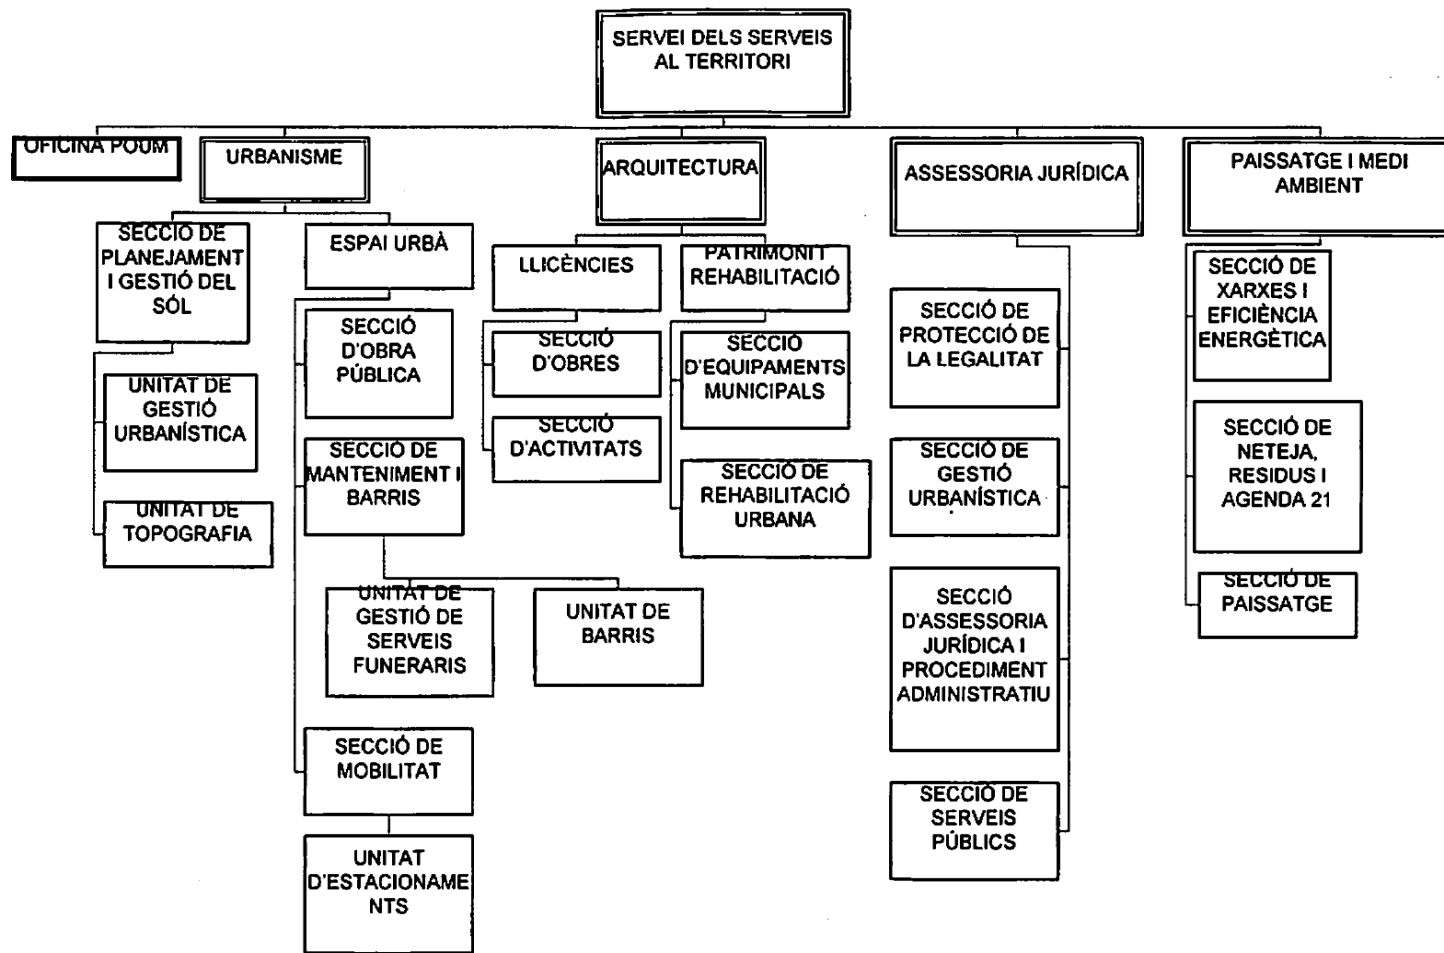 SERVEI DELS SERVEIS
AL TERRITORI
OFICINA POUM
URBANISME
ARQUITECTURA
ASSESSORIA JURÍDICA
PAISSATGE I MEDI
AMBIENT
SECCIÓ DE
PLANEJAMENT
I GESTIÓ DEL
SÓL
UNITAT DE
GESTIÓ
URBANÍSTICA
UNITAT DE
TOPOGRAFIA
ESPAI URBÀ
SECCIÓ
D'OBRA
PÚBLICA
SECCIÓ DE
MANTENIMENT I
BARRIS
UNITAT DE
GESTIÓ DE
SERVEIS
FUNERARIS
UNITAT DE
BARRIS
SECCIÓ DE
MOBILITAT
UNITAT
D'ESTACIONAME
NTS
LLICÈNCIES
SECCIÓ
D'OBRES
SECCIÓ
D'ACTIVITATS
PATRIMONI I
REHABILITACIÓ
SECCIÓ
D'EQUIPAMENTS
MUNICIPALS
SECCIÓ DE
REHABILITACIÓ
URBANA
SECCIÓ DE
PROTECCIÓ DE
LA LEGALITAT
SECCIÓ DE
GESTIÓ
URBANÍSTICA
SECCIÓ
D'ASSESSORIA
JURÍDICA I
PROCEDIMENT
ADMINISTRATIU
SECCIÓ DE
SERVEIS
PÚBLICS
SECCIÓ DE
XARXES I
EFICIÈNCIA
ENERGÈTICA
SECCIÓ DE
NETEJA,
RESIDUS I
AGENDA 21
SECCIÓ DE
PAISSATGE